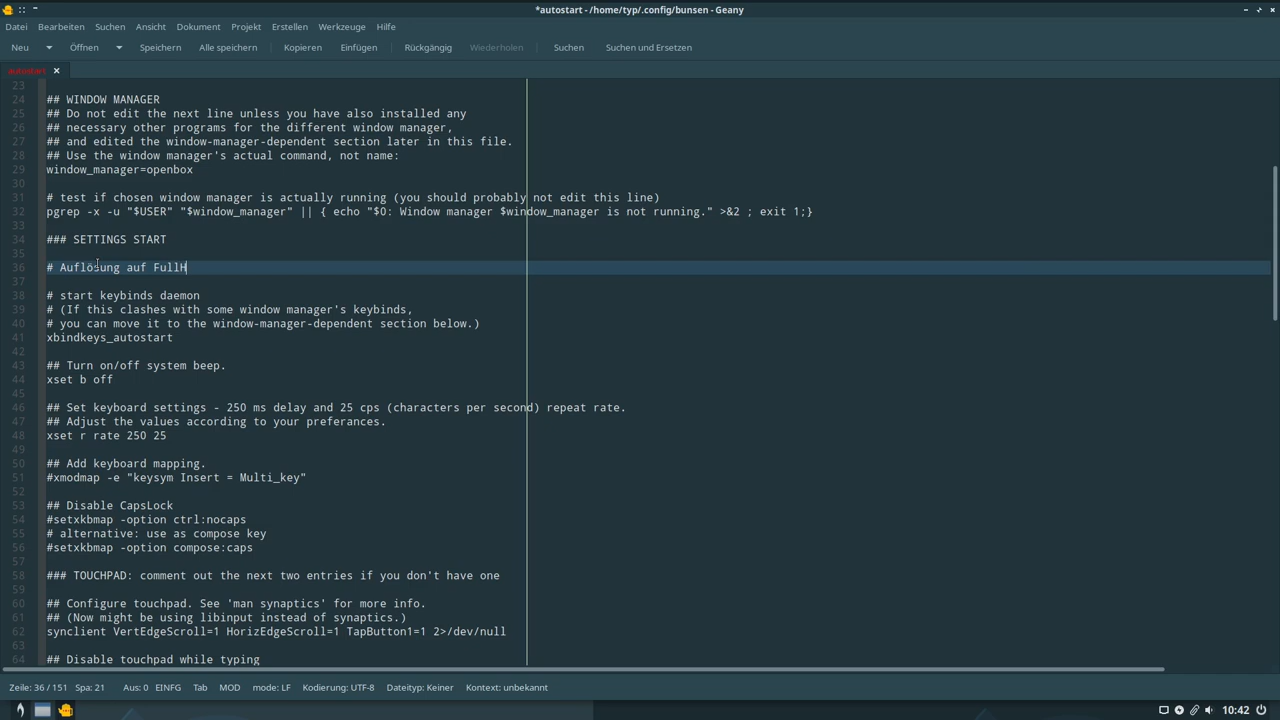 *autostart - /home/typ/.config/bunsen - Geany
Datei Bearbeiten Suchen Ansicht Dokument Projekt Erstellen Werkzeuge Hilfe
Neu Öffnen Speichern Alle speichern Kopieren Einfügen Rückgängig Wiederholen Suchen Suchen und Ersetzen
autostart
23
24 ## WINDOW MANAGER
25 ## Do not edit the next line unless you have also installed any
26 ## necessary other programs for the different window manager,
27 ## and edited the window-manager-dependent section later in this file.
28 ## Use the window manager's actual command, not name:
29 window_manager=openbox
30
31 # test if chosen window manager is actually running (you should probably not edit this line)
32 pgrep -x -u "$USER" "$window_manager" || { echo "$0: Window manager $window_manager is not running." >&2 ; exit 1;}
33
34 ### SETTINGS START
35
36 # Auflösung auf FullH
37
38 # start keybinds daemon
39 # (If this clashes with some window manager's keybinds,
40 # you can move it to the window-manager-dependent section below.)
41 xbindkeys_autostart
42
43 ## Turn on/off system beep.
44 xset b off
45
46 ## Set keyboard settings - 250 ms delay and 25 cps (characters per second) repeat rate.
47 ## Adjust the values according to your preferances.
48 xset r rate 250 25
49
50 ## Add keyboard mapping.
51 #xmodmap -e "keysym Insert = Multi_key"
52
53 ## Disable CapsLock
54 #setxkbmap -option ctrl:nocaps
55 # alternative: use as compose key
56 #setxkbmap -option compose:caps
57
58 ### TOUCHPAD: comment out the next two entries if you don't have one
59
60 ## Configure touchpad. See 'man synaptics' for more info.
61 ## (Now might be using libinput instead of synaptics.)
62 synclient VertEdgeScroll=1 HorizEdgeScroll=1 TapButton1=1 2>/dev/null
63
64 ## Disable touchpad while typing
Zeile: 36 / 151 Spa: 21 Aus: 0 EINFG Tab MOD mode: LF Kodierung: UTF-8 Dateityp: Keiner Kontext: unbekannt
10:42